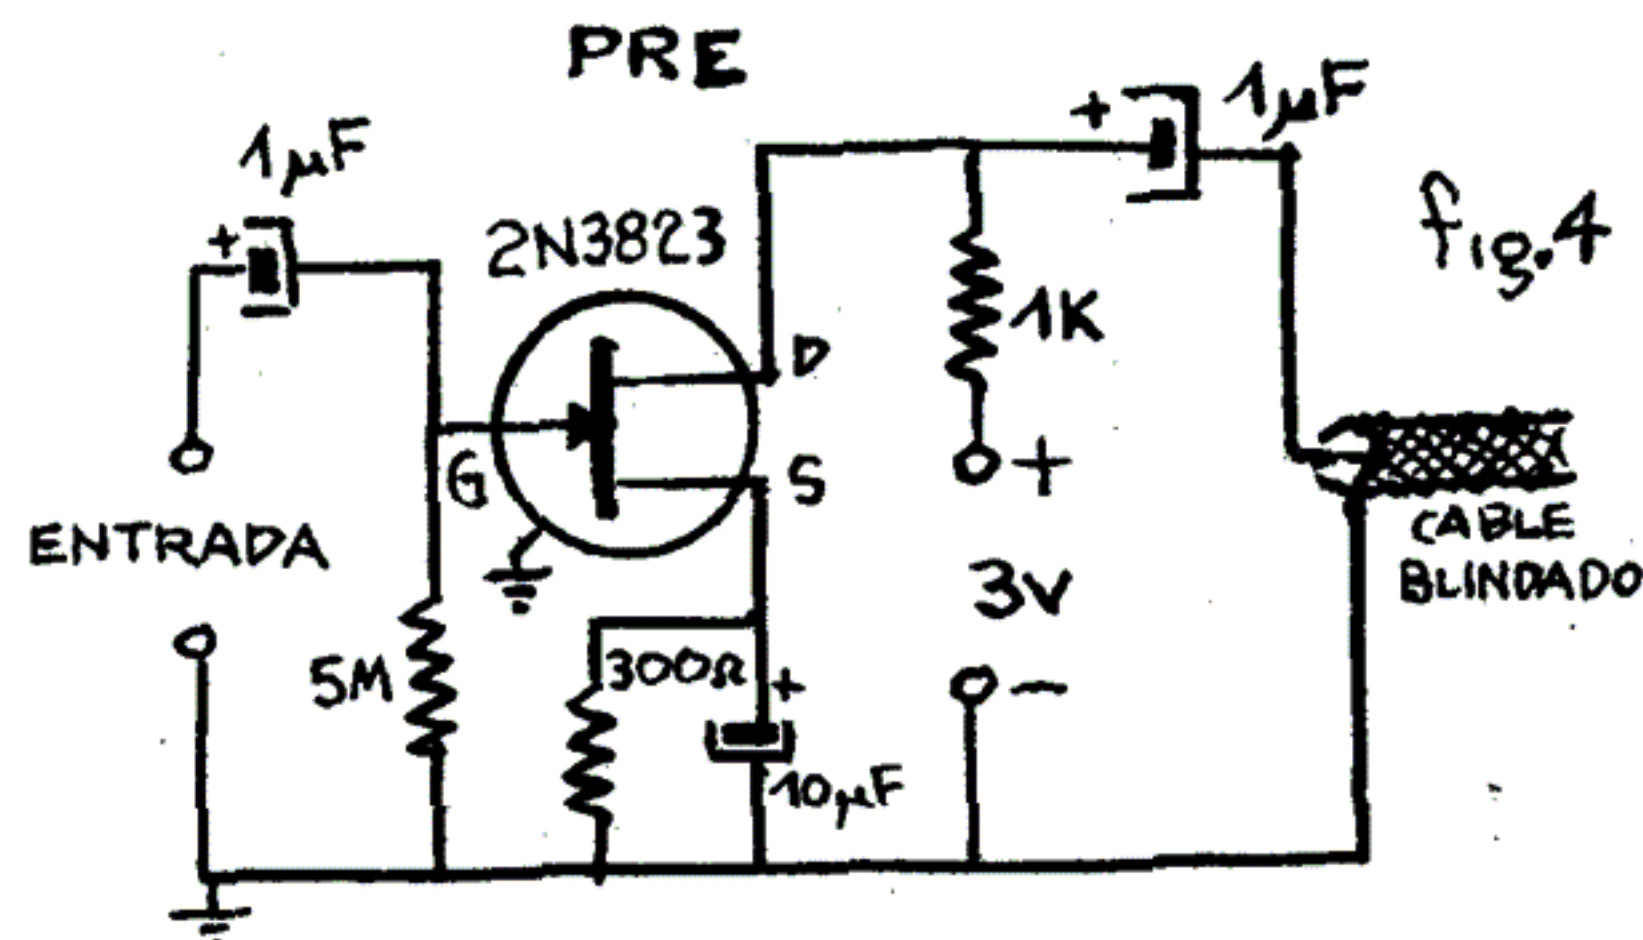 PRE
1µF
1µF
+
+
2N3823
fig.4
1K
D
G
S
+
ENTRADA
3V
CABLE
BLINDADO
5M
300Ω
+
-
10µF